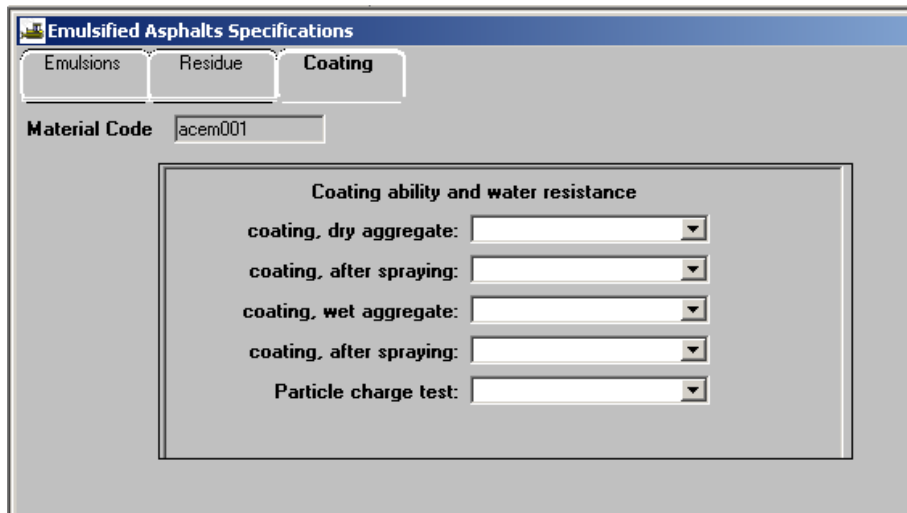 Emulsified Asphalts Specifications
Emulsions Residue Coating
Material Code acem001
Coating ability and water resistance
coating, dry aggregate:
coating, after spraying:
coating, wet aggregate:
coating, after spraying:
Particle charge test: